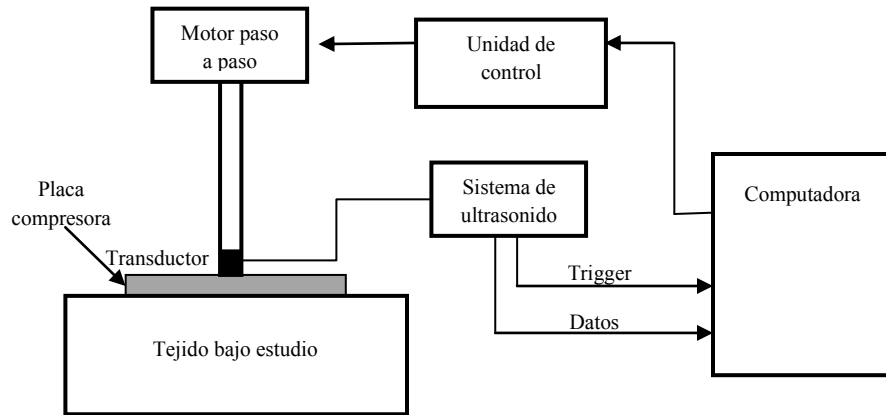 Motor paso
a paso
Unidad de
control
Placa
compresora
Transductor
Sistema de
ultrasonido
Computadora
Trigger
Datos
Tejido bajo estudio